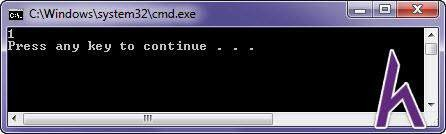 C:\Windows\system32\cmd.exe
1
Press any key to continue . . .